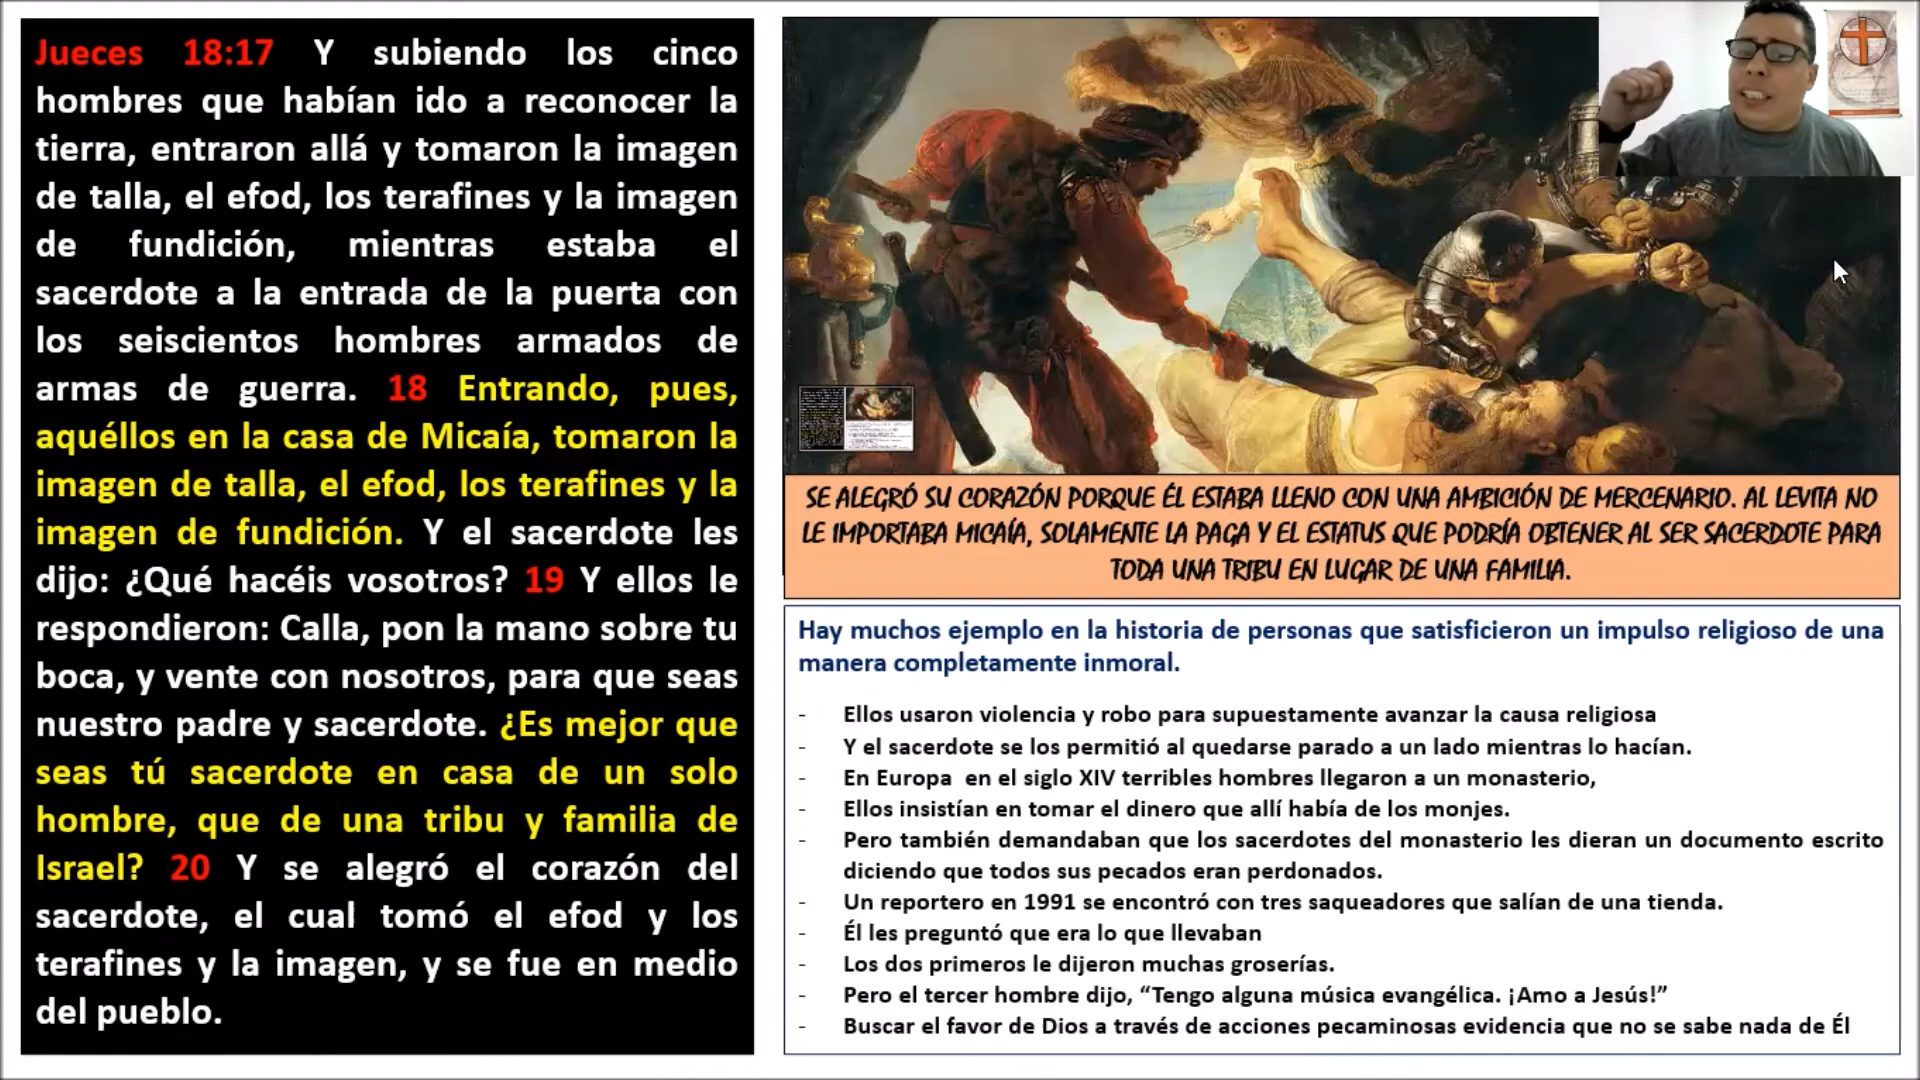 Jueces 18:17 Y subiendo los cinco
hombres que habían ido a reconocer la
tierra, entraron allá y tomaron la imagen
de talla, el efod, los terafines y la imagen
de fundición, mientras estaba el
sacerdote a la entrada de la puerta con
los seiscientos hombres armados de
armas de guerra. 18 Entrando, pues,
aquéllos en la casa de Micaía, tomaron la
imagen de talla, el efod, los terafines y la
imagen de fundición. Y el sacerdote les
dijo: ¿Qué hacéis vosotros? 19 Y ellos le
respondieron: Calla, pon la mano sobre tu
boca, y vente con nosotros, para que seas
nuestro padre y sacerdote. ¿Es mejor que
seas tú sacerdote en casa de un solo
hombre, que de una tribu y familia de
Israel? 20 Y se alegró el corazón del
sacerdote, el cual tomó el efod y los
terafines y la imagen, y se fue en medio
del pueblo.
SE ALEGRÓ SU CORAZÓN PORQUE ÉL ESTABA LLENO CON UNA AMBICIÓN DE MERCENARIO. AL LEVITA NO
LE IMPORTABA MICAÍA, SOLAMENTE LA PAGA Y EL ESTATUS QUE PODRÍA OBTENER AL SER SACERDOTE PARA
TODA UNA TRIBU EN LUGAR DE UNA FAMILIA.
Hay muchos ejemplo en la historia de personas que satisficieron un impulso religioso de una
manera completamente inmoral.
- Ellos usaron violencia y robo para supuestamente avanzar la causa religiosa
- Y el sacerdote se los permitió al quedarse parado a un lado mientras lo hacían.
- En Europa en el siglo XIV terribles hombres llegaron a un monasterio,
- Ellos insistían en tomar el dinero que allí había de los monjes.
- Pero también demandaban que los sacerdotes del monasterio les dieran un documento escrito
diciendo que todos sus pecados eran perdonados.
- Un reportero en 1991 se encontró con tres saqueadores que salían de una tienda.
- Él les preguntó que era lo que llevaban
- Los dos primeros le dijeron muchas groserías.
- Pero el tercer hombre dijo, “Tengo alguna música evangélica. ¡Amo a Jesús!”
- Buscar el favor de Dios a través de acciones pecaminosas evidencia que no se sabe nada de Él